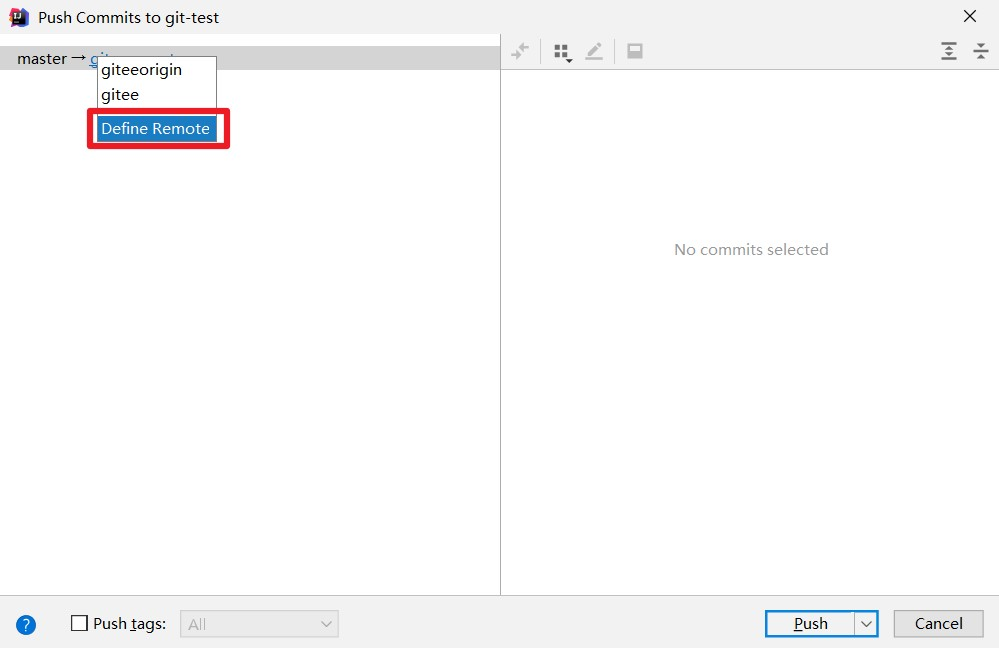 Push Commits to git-test
master →
giteeorigin
gitee
Define Remote
No commits selected
?
Push tags:
All
Push
Cancel